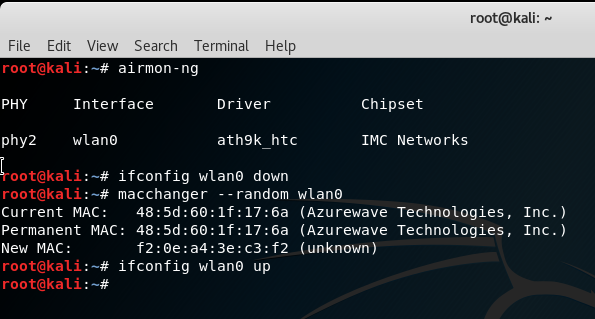 root@kali: ~
File Edit View Search Terminal Help
root@kali:~# airmon-ng
PHY Interface Driver Chipset
phy2 wlan0 ath9k_htc IMC Networks
root@kali:~# ifconfig wlan0 down
root@kali:~# macchanger --random wlan0
Current MAC: 48:5d:60:1f:17:6a (Azurewave Technologies, Inc.)
Permanent MAC: 48:5d:60:1f:17:6a (Azurewave Technologies, Inc.)
New MAC: f2:0e:a4:3e:c3:f2 (unknown)
root@kali:~# ifconfig wlan0 up
root@kali:~#